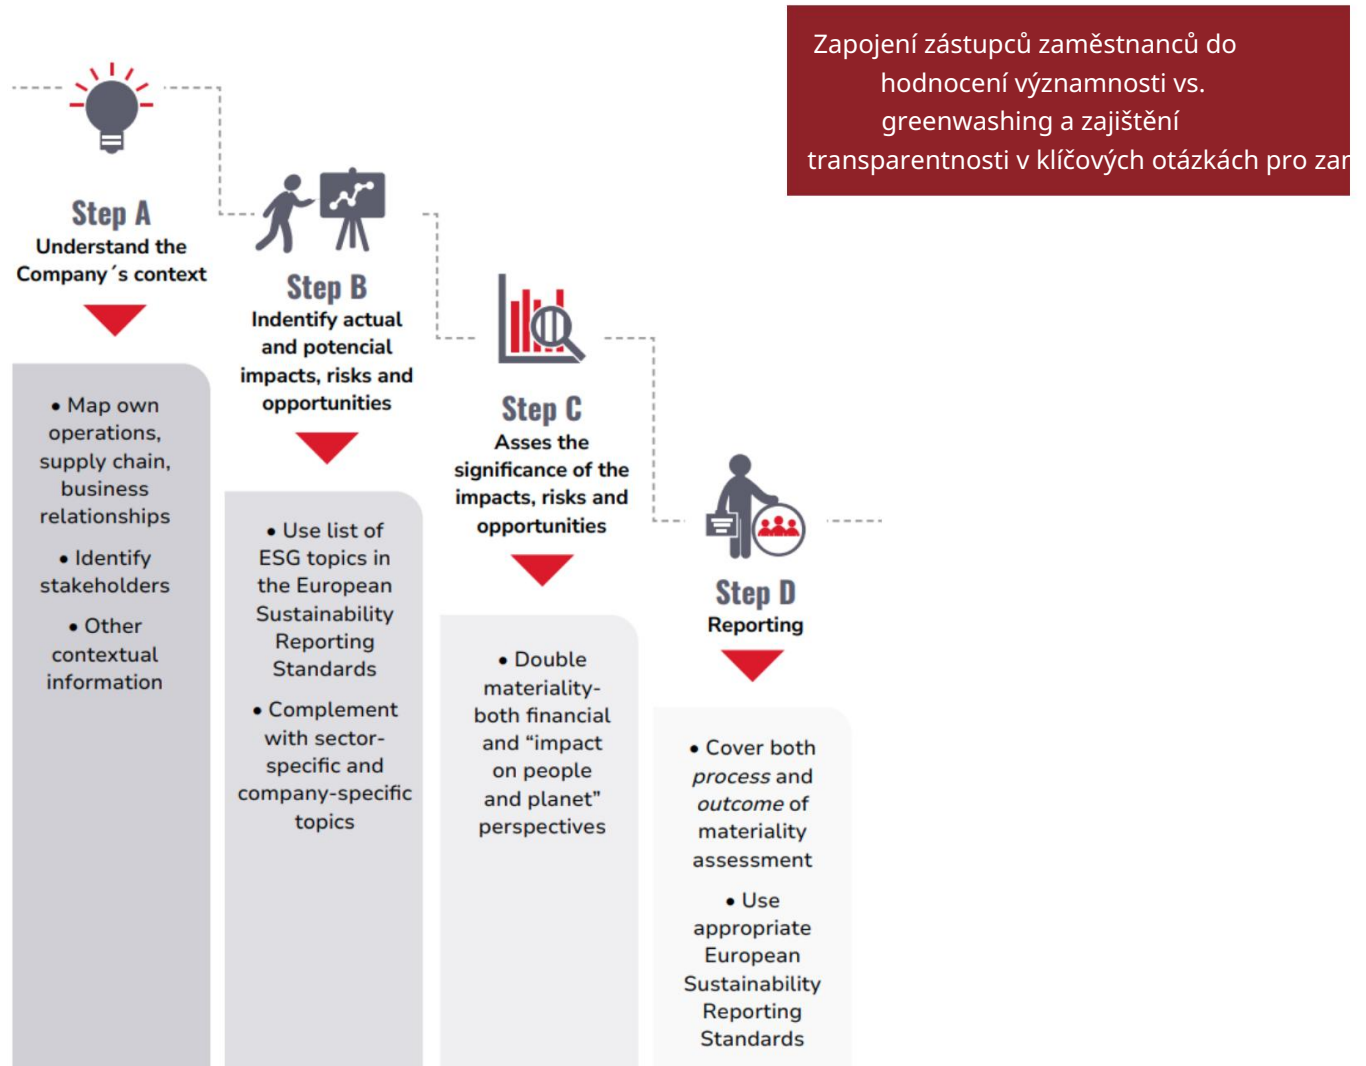 Zapojení zástupců zaměstnanců do
hodnocení významnosti vs.
greenwashing a zajištění
transparentnosti v klíčových otázkách pro
Step A
Understand the
Company´s context
• Map own
operations,
supply chain,
business
relationships
• Identify
stakeholders
• Other
contextual
information
Step B
Indentify actual
and potencial
impacts, risks and
opportunities
• Use list of
ESG topics in
the European
Sustainability
Reporting
Standards
• Complement
with sector-
specific and
company-specific
topics
Step C
Asses the
significance of the
impacts, risks and
opportunities
• Double
materiality-
both financial
and “impact
on people
and planet”
perspectives
Step D
Reporting
• Cover both
process and
outcome of
materiality
assessment
• Use
appropriate
European
Sustainability
Reporting
Standards